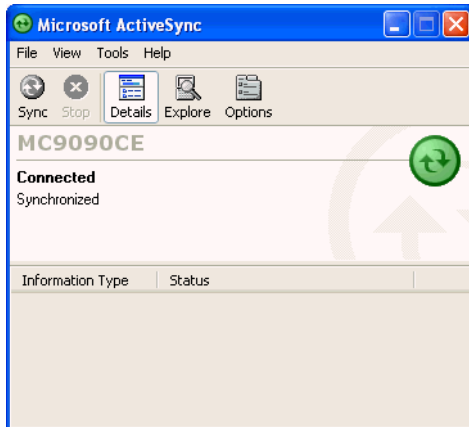 Microsoft ActiveSync
File View Tools Help
Sync Stop Details Explore Options
MC9090CE
Connected
Synchronized
Information Type Status